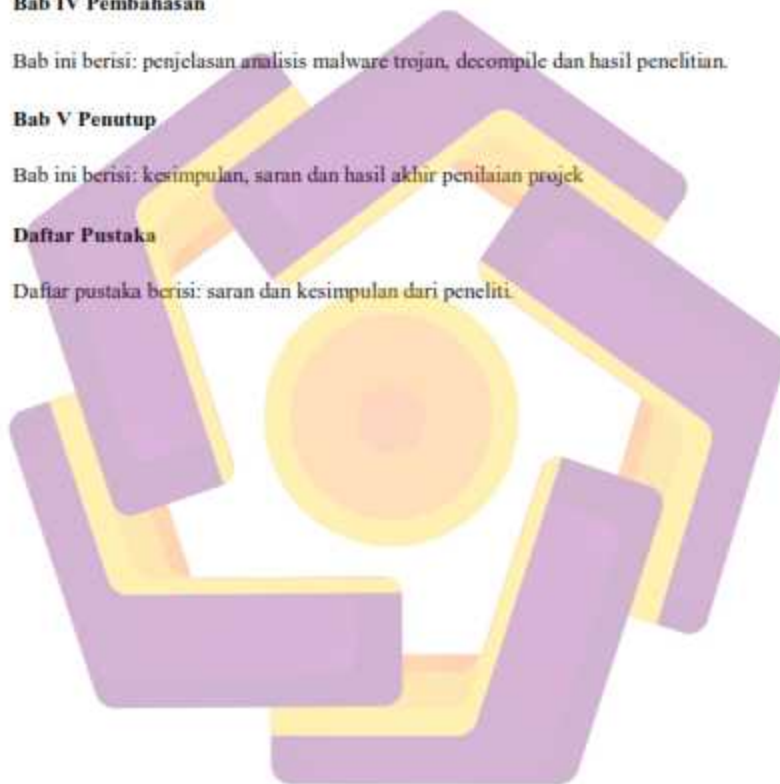 Bab IV Pembahasan
Bab ini berisi: penjelasan analisis malware trojan, decompile dan hasil penelitian.
Bab V Penutup
Bab ini berisi: kesimpulan, saran dan hasil akhir penilaian projek
Daftar Pustaka
Daftar pustaka berisi: saran dan kesimpulan dari peneliti.